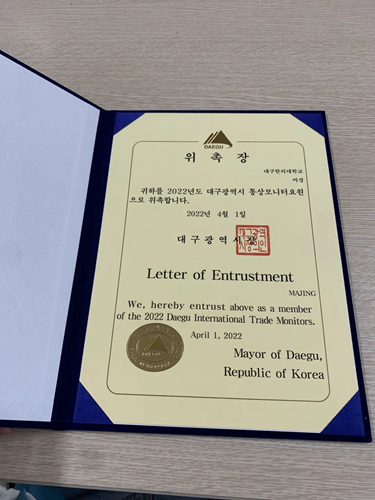 DAEGU
위 촉 장
대구한의대학교
마징
귀하를 2022년도 대구광역시 통상모니터요원
으로 위촉합니다.
2022년 4월 1일
대구광역시장
Letter of Entrustment
MAJING
We, hereby entrust above as a member
of the 2022 Daegu International Trade Monitors.
April 1, 2022
Mayor of Daegu,
Republic of Korea